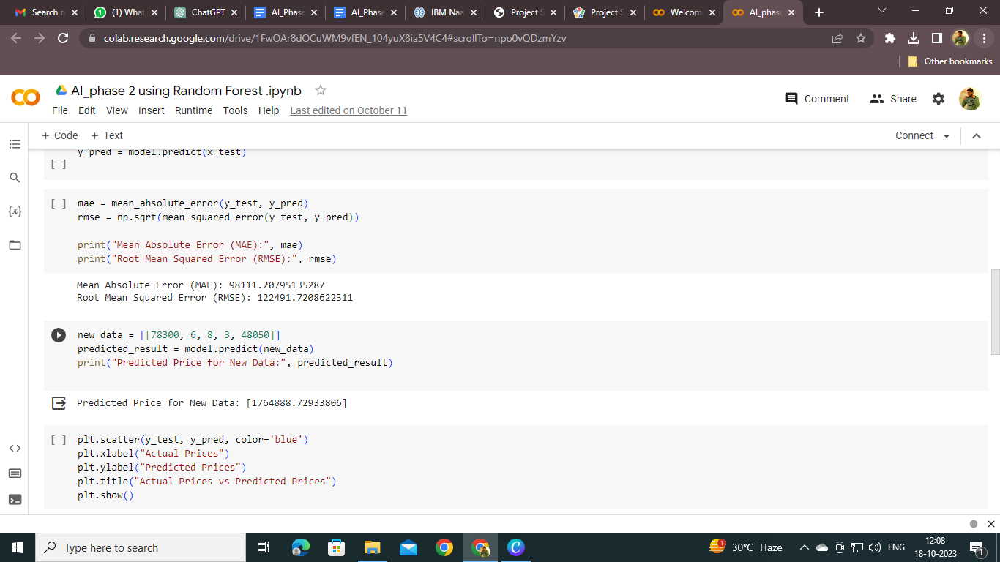 Search re
(1) What
ChatGPT
AI_Phase
AI_Phase
IBM Naa
Project S
Project S
Welcom
AI_phas
colab.research.google.com/drive/1FwOAr8dOCuWM9vfEN_104yuX8ia5V4C4#scrollTo=npo0vQDzmYzv
Other bookmarks
AI_phase 2 using Random Forest .ipynb
Comment
Share
File Edit View Insert Runtime Tools Help Last edited on October 11
+ Code + Text
Connect
y_pred = model.predict(x_test)
[ ]
[ ] mae = mean_absolute_error(y_test, y_pred)
rmse = np.sqrt(mean_squared_error(y_test, y_pred))
print("Mean Absolute Error (MAE):", mae)
print("Root Mean Squared Error (RMSE):", rmse)
Mean Absolute Error (MAE): 98111.20795135287
Root Mean Squared Error (RMSE): 122491.7208622311
new_data = [[78300, 6, 8, 3, 48050]]
predicted_result = model.predict(new_data)
print("Predicted Price for New Data:", predicted_result)
Predicted Price for New Data: [1764888.72933806]
[ ] plt.scatter(y_test, y_pred, color='blue')
plt.xlabel("Actual Prices")
plt.ylabel("Predicted Prices")
plt.title("Actual Prices vs Predicted Prices")
plt.show()
{x}
<>
Type here to search
1
30°C Haze
ENG
12:08
18-10-2023
1